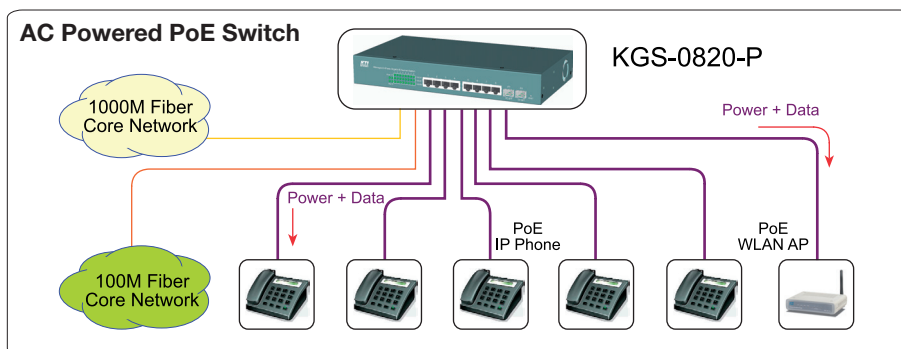 AC Powered PoE Switch
KGS-0820-P
1000M Fiber
Core Network
Power + Data
Power + Data
PoE
IP Phone
PoE
WLAN AP
100M Fiber
Core Network